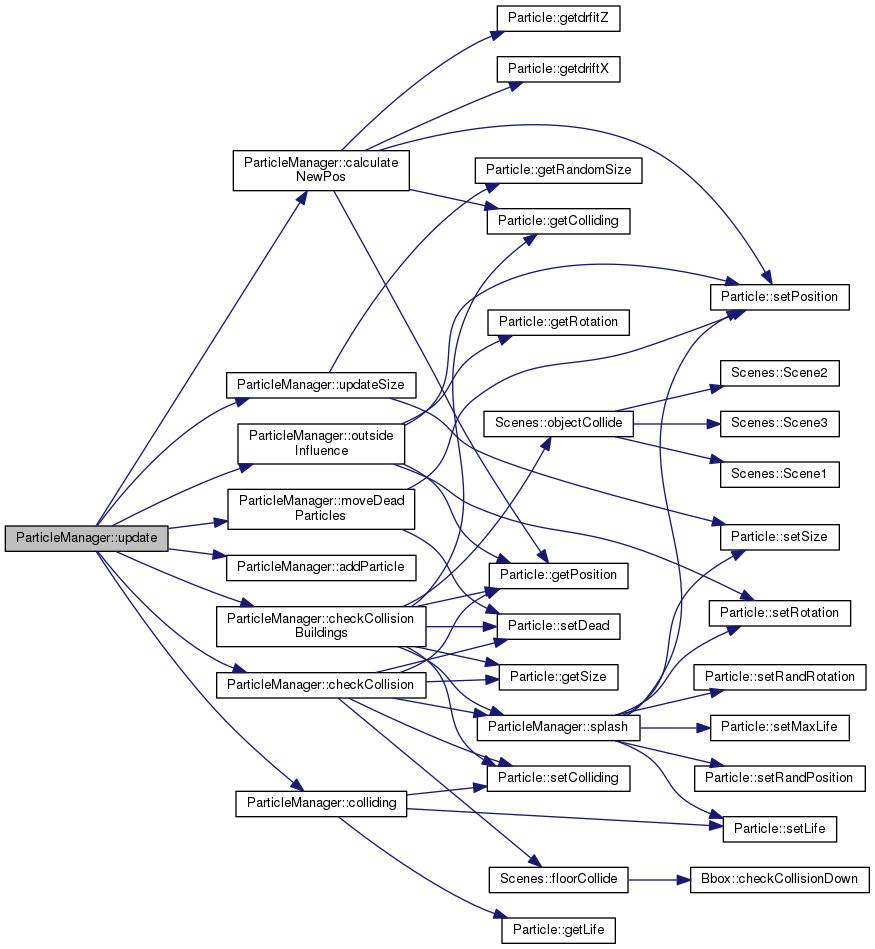 Particle::getdrfitZ
Particle::getdriftX
ParticleManager::calculate
NewPos
Particle::getRandomSize
Particle::getColliding
Particle::setPosition
Particle::getRotation
Scenes::Scene2
ParticleManager::updateSize
Scenes::objectCollide
Scenes::Scene3
ParticleManager::outside
Influence
Scenes::Scene1
ParticleManager::moveDead
Particles
ParticleManager::update
Particle::setSize
ParticleManager::addParticle
Particle::getPosition
ParticleManager::checkCollision
Buildings
Particle::setDead
Particle::setRotation
ParticleManager::checkCollision
Particle::getSize
Particle::setRandRotation
ParticleManager::splash
Particle::setMaxLife
Particle::setColliding
Particle::setRandPosition
ParticleManager::colliding
Particle::setLife
Scenes::floorCollide
Bbox::checkCollisionDown
Particle::getLife